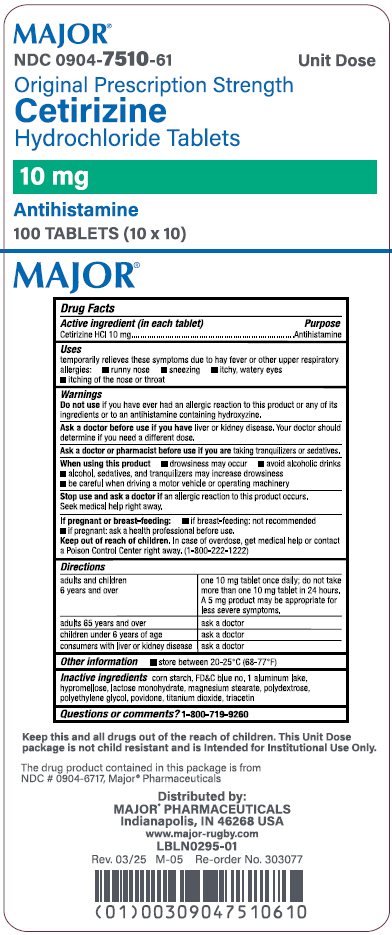 MAJOR®
NDC 0904-7510-61 Unit Dose
Original Prescription Strength
Cetirizine
Hydrochloride Tablets
10 mg
Antihistamine
100 TABLETS (10 x 10)
MAJOR®
Drug Facts
Active ingredient (in each tablet) Purpose
Cetirizine HCl 10 mg..........Antihistamine
Uses
temporarily relieves these symptoms due to hay fever or other upper respiratory
allergies: ■ runny nose ■ sneezing ■ itchy, watery eyes
■ itching of the nose or throat
Warnings
Do not use if you have ever had an allergic reaction to this product or any of its
ingredients or to an antihistamine containing hydroxyzine.
Ask a doctor before use if you have liver or kidney disease. Your doctor should
determine if you need a different dose.
Ask a doctor or pharmacist before use if you are taking tranquilizers or sedatives.
When using this product ■ drowsiness may occur ■ avoid alcoholic drinks
■ alcohol, sedatives, and tranquilizers may increase drowsiness
■ be careful when driving a motor vehicle or operating machinery
Stop use and ask a doctor if an allergic reaction to this product occurs.
Seek medical help right away.
If pregnant or breast-feeding: ■ if breast-feeding: not recommended
■ if pregnant: ask a health professional before use.
Keep out of reach of children. In case of overdose, get medical help or contact
a Poison Control Center right away. (1-800-222-1222)
Directions
adults and children one 10 mg tablet once daily; do not take
6 years and over more than one 10 mg tablet in 24 hours.
A 5 mg product may be appropriate for
less severe symptoms.
adults 65 years and over ask a doctor
children under 6 years of age ask a doctor
consumers with liver or kidney disease ask a doctor
Other information ■ store between 20-25°C (68-77°F)
Inactive ingredients corn starch, FD&C blue no, 1 aluminum lake,
hypromellose, lactose monohydrate, magnesium stearate, polydextrose,
polyethylene glycol, povidone, titanium dioxide, triacetin
Questions or comments? 1-800-719-9260
Keep this and all drugs out of the reach of children. This Unit Dose
package is not child resistant and is Intended for Institutional Use Only.
The drug product contained in this package is from
NDC # 0904-6717, Major® Pharmaceuticals
Distributed by:
MAJOR® PHARMACEUTICALS
Indianapolis, IN 46268 USA
www.major-rugby.com
LBLN0295-01
Rev. 03/25 M-05 Re-order No. 303077
(01)00309047510610